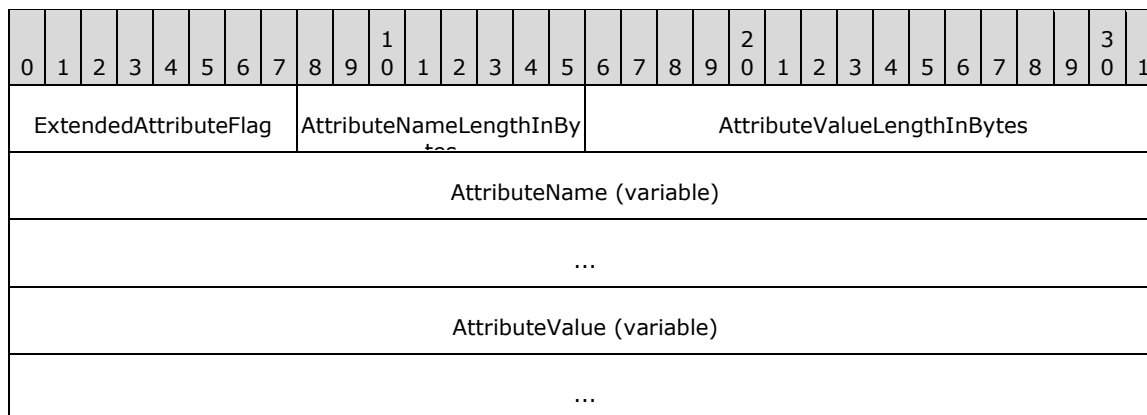 1 2 3
0 1 2 3 4 5 6 7 8 9 0 1 2 3 4 5 6 7 8 9 0 1 2 3 4 5 6 7 8 9 0 1
ExtendedAttributeFlag AttributeNameLengthInBy AttributeValueLengthInBytes
tes
AttributeName (variable)
...
AttributeValue (variable)
...